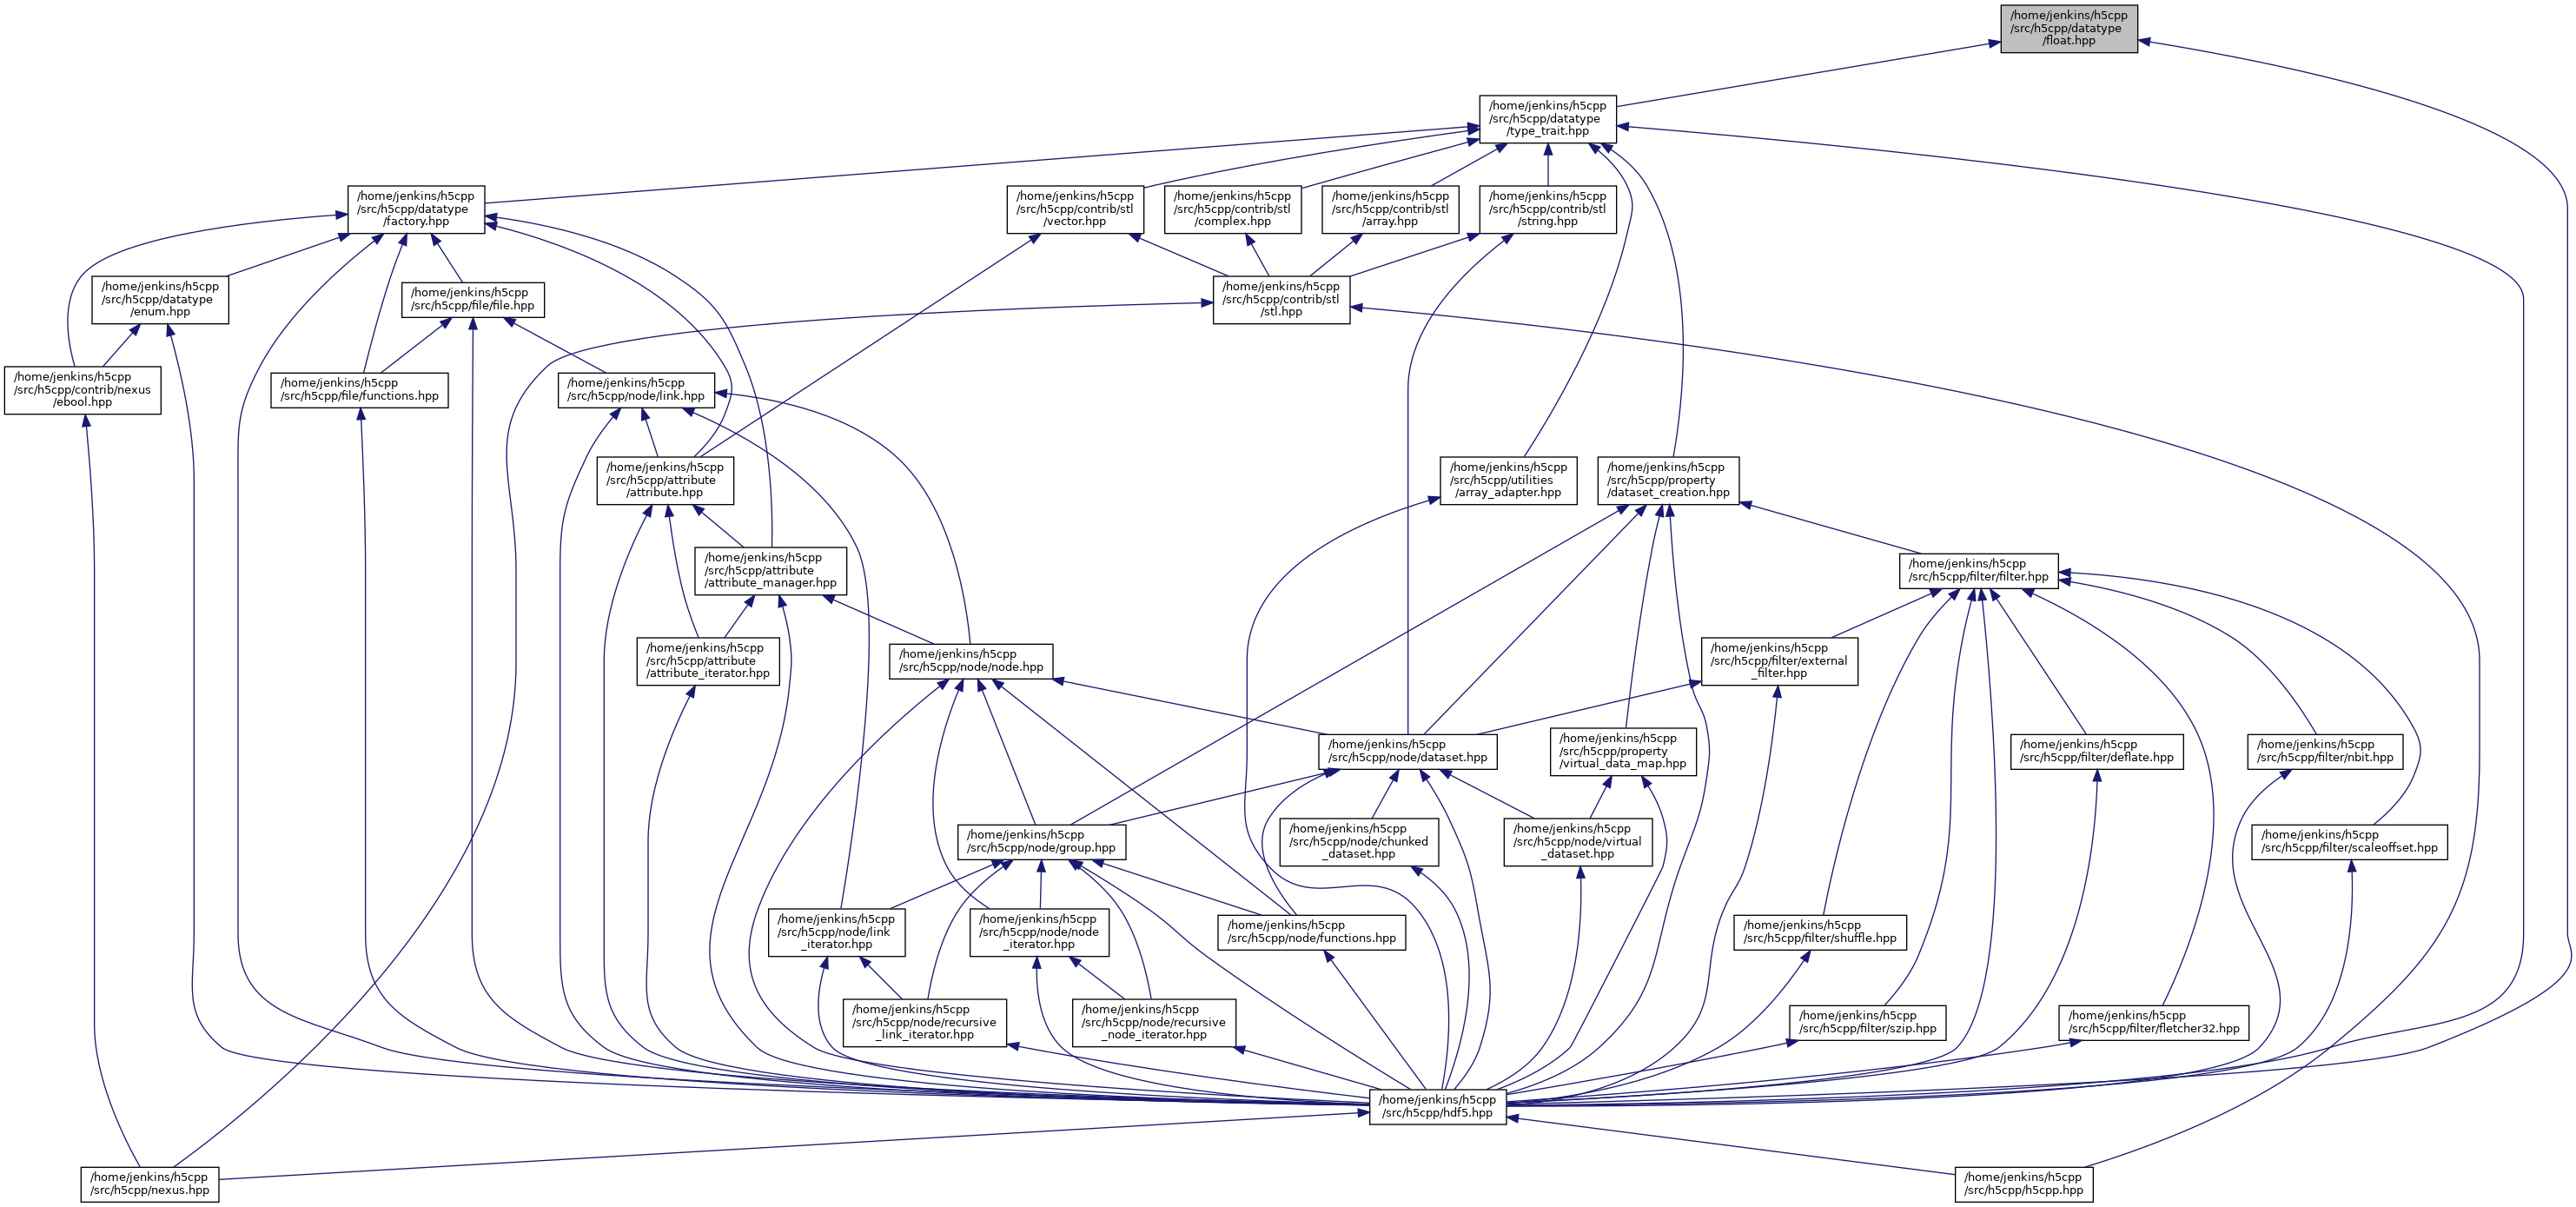 /home/jenkins/h5cpp
/src/h5cpp/datatype
/float.hpp
/home/jenkins/h5cpp
/src/h5cpp/datatype
/type_trait.hpp
/home/jenkins/h5cpp
/src/h5cpp/datatype
/factory.hpp
/home/jenkins/h5cpp
/src/h5cpp/contrib/stl
/vector.hpp
/home/jenkins/h5cpp
/src/h5cpp/contrib/stl
/complex.hpp
/home/jenkins/h5cpp
/src/h5cpp/contrib/stl
/array.hpp
/home/jenkins/h5cpp
/src/h5cpp/contrib/stl
/string.hpp
/home/jenkins/h5cpp
/src/h5cpp/datatype
/enum.hpp
/home/jenkins/h5cpp
/src/h5cpp/file/file.hpp
/home/jenkins/h5cpp
/src/h5cpp/contrib/stl
/stl.hpp
/home/jenkins/h5cpp
/src/h5cpp/contrib/nexus
/ebool.hpp
/home/jenkins/h5cpp
/src/h5cpp/file/functions.hpp
/home/jenkins/h5cpp
/src/h5cpp/node/link.hpp
/home/jenkins/h5cpp
/src/h5cpp/attribute
/attribute.hpp
/home/jenkins/h5cpp
/src/h5cpp/utilities
/array_adapter.hpp
/home/jenkins/h5cpp
/src/h5cpp/property
/dataset_creation.hpp
/home/jenkins/h5cpp
/src/h5cpp/attribute
/attribute_manager.hpp
/home/jenkins/h5cpp
/src/h5cpp/filter/filter.hpp
/home/jenkins/h5cpp
/src/h5cpp/attribute
/attribute_iterator.hpp
/home/jenkins/h5cpp
/src/h5cpp/node/node.hpp
/home/jenkins/h5cpp
/src/h5cpp/filter/external
_filter.hpp
/home/jenkins/h5cpp
/src/h5cpp/node/dataset.hpp
/home/jenkins/h5cpp
/src/h5cpp/property
/virtual_data_map.hpp
/home/jenkins/h5cpp
/src/h5cpp/filter/deflate.hpp
/home/jenkins/h5cpp
/src/h5cpp/filter/nbit.hpp
/home/jenkins/h5cpp
/src/h5cpp/node/group.hpp
/home/jenkins/h5cpp
/src/h5cpp/node/chunked
_dataset.hpp
/home/jenkins/h5cpp
/src/h5cpp/node/virtual
_dataset.hpp
/home/jenkins/h5cpp
/src/h5cpp/filter/scaleoffset.hpp
/home/jenkins/h5cpp
/src/h5cpp/node/link
_iterator.hpp
/home/jenkins/h5cpp
/src/h5cpp/node/node
_iterator.hpp
/home/jenkins/h5cpp
/src/h5cpp/node/functions.hpp
/home/jenkins/h5cpp
/src/h5cpp/filter/shuffle.hpp
/home/jenkins/h5cpp
/src/h5cpp/node/recursive
_link_iterator.hpp
/home/jenkins/h5cpp
/src/h5cpp/node/recursive
_node_iterator.hpp
/home/jenkins/h5cpp
/src/h5cpp/filter/szip.hpp
/home/jenkins/h5cpp
/src/h5cpp/filter/fletcher32.hpp
/home/jenkins/h5cpp
/src/h5cpp/hdf5.hpp
/home/jenkins/h5cpp
/src/h5cpp/nexus.hpp
/home/jenkins/h5cpp
/src/h5cpp/h5cpp.hpp